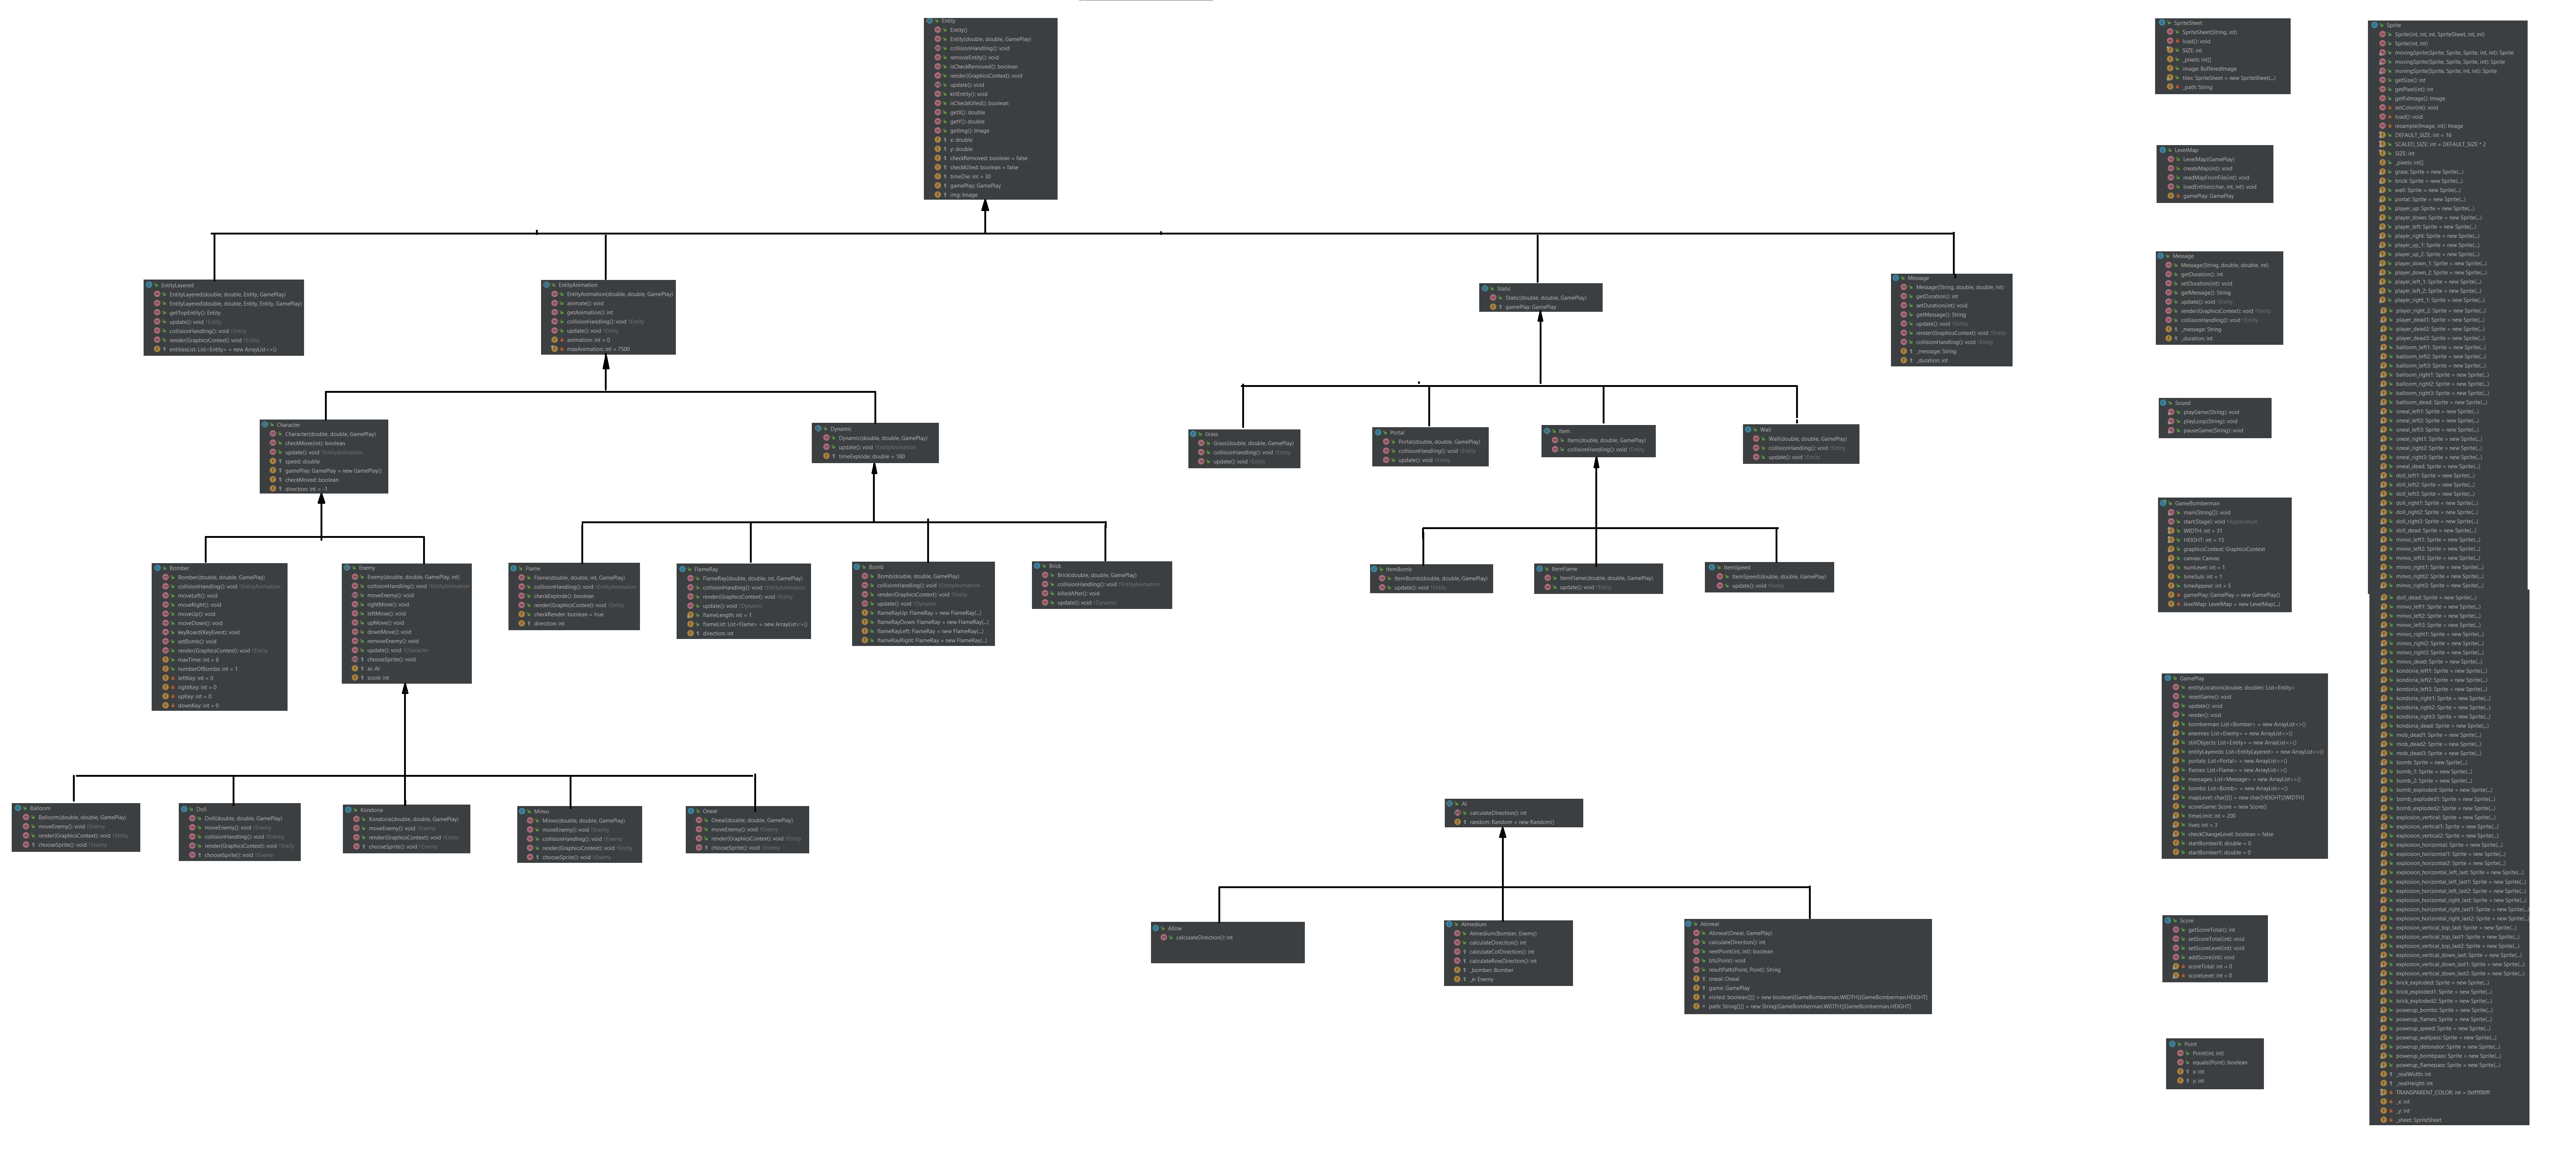 Entity
Entity()
Entity(double, double, GamePlay)
collisionHandling(): void
removeEntity(): void
isCheckRemoved(): boolean
render(GraphicsContext): void
update(): void
killEntity(): void
isCheckKilled(): boolean
getX(): double
getY(): double
getImg(): Image
x: double
y: double
checkRemoved: boolean = false
checkKilled: boolean = false
timeDie: int = 30
gamePlay: GamePlay
img: Image
EntityLayered
EntityLayered(double, double, Entity, GamePlay)
EntityLayered(double, double, Entity, Entity, GamePlay)
getTopEntity(): Entity
update(): void ↑Entity
collisionHandling(): void ↑Entity
render(GraphicsContext): void ↑Entity
entitiesList: List<Entity> = new ArrayList<>()
EntityAnimation
EntityAnimation(double, double, GamePlay)
animate(): void
getAnimation(): int
collisionHandling(): void ↑Entity
update(): void ↑Entity
animation: int = 0
maxAnimation: int = 7500
Static
Static(double, double, GamePlay)
gamePlay: GamePlay
Message
Message(String, double, double, int)
getDuration(): int
setDuration(int): void
getMessage(): String
update(): void ↑Entity
render(GraphicsContext): void ↑Entity
collisionHandling(): void ↑Entity
_message: String
_duration: int
Character
Character(double, double, GamePlay)
checkMove(int): boolean
update(): void ↑EntityAnimation
speed: double
gamePlay: GamePlay = new GamePlay()
checkMoved: boolean
direction: int = -1
Dynamic
Dynamic(double, double, GamePlay)
update(): void ↑EntityAnimation
timeExplode: double = 180
Grass
Grass(double, double, GamePlay)
collisionHandling(): void ↑Entity
update(): void ↑Entity
Portal
Portal(double, double, GamePlay)
collisionHandling(): void ↑Entity
update(): void ↑Entity
Item
Item(double, double, GamePlay)
collisionHandling(): void ↑Entity
Wall
Wall(double, double, GamePlay)
collisionHandling(): void ↑Entity
update(): void ↑Entity
Bomber
Bomber(double, double, GamePlay)
collisionHandling(): void ↑EntityAnimation
moveLeft(): void
moveRight(): void
moveUp(): void
moveDown(): void
keyBoard(KeyEvent): void
setBomb(): void
render(GraphicsContext): void ↑Entity
maxTime: int = 8
numberOfBombs: int = 1
leftKey: int = 0
rightKey: int = 0
upKey: int = 0
downKey: int = 0
Enemy
Enemy(double, double, GamePlay, int)
collisionHandling(): void ↑EntityAnimation
moveEnemy(): void
rightMove(): void
leftMove(): void
upMove(): void
downMove(): void
removeEnemy(): void
update(): void ↑Character
chooseSprite(): void
ai: AI
score: int
Flame
Flame(double, double, int, GamePlay)
collisionHandling(): void ↑EntityAnimation
checkExplode(): boolean
render(GraphicsContext): void ↑Entity
checkRender: boolean = true
direction: int
FlameRay
FlameRay(double, double, int, GamePlay)
collisionHandling(): void ↑EntityAnimation
render(GraphicsContext): void ↑Entity
update(): void ↑Dynamic
flameLength: int = 1
flameList: List<Flame> = new ArrayList<>()
direction: int
Bomb
Bomb(double, double, GamePlay)
collisionHandling(): void ↑EntityAnimation
render(GraphicsContext): void ↑Entity
update(): void ↑Dynamic
flameRayUp: FlameRay = new FlameRay(...)
flameRayDown: FlameRay = new FlameRay(...)
flameRayLeft: FlameRay = new FlameRay(...)
flameRayRight: FlameRay = new FlameRay(...)
Brick
Brick(double, double, GamePlay)
collisionHandling(): void ↑EntityAnimation
killedAfter(): void
update(): void ↑Dynamic
ItemBomb
ItemBomb(double, double, GamePlay)
update(): void ↑Entity
ItemFlame
ItemFlame(double, double, GamePlay)
update(): void ↑Entity
ItemSpeed
ItemSpeed(double, double, GamePlay)
update(): void ↑Entity
Balloom
Balloom(double, double, GamePlay)
moveEnemy(): void ↑Enemy
render(GraphicsContext): void ↑Entity
chooseSprite(): void ↑Enemy
Doll
Doll(double, double, GamePlay)
moveEnemy(): void ↑Enemy
collisionHandling(): void ↑Enemy
render(GraphicsContext): void ↑Entity
chooseSprite(): void ↑Enemy
Kondoria
Kondoria(double, double, GamePlay)
moveEnemy(): void ↑Enemy
render(GraphicsContext): void ↑Entity
chooseSprite(): void ↑Enemy
Minvo
Minvo(double, double, GamePlay)
moveEnemy(): void ↑Enemy
collisionHandling(): void ↑Enemy
render(GraphicsContext): void ↑Entity
chooseSprite(): void ↑Enemy
Oneal
Oneal(double, double, GamePlay)
moveEnemy(): void ↑Enemy
render(GraphicsContext): void ↑Entity
chooseSprite(): void ↑Enemy
AI
calculateDirection(): int
random: Random = new Random()
AIlow
calculateDirection(): int
AImedium
AImedium(Bomber, Enemy)
calculateDirection(): int
calculateColDirection(): int
calculateRowDirection(): int
_bomber: Bomber
_e: Enemy
AIoneal
AIoneal(Oneal, GamePlay)
calculateDirection(): int
nextPoint(int, int): boolean
bfs(Point): void
resultPath(Point, Point): String
oneal: Oneal
game: GamePlay
visited: boolean[][] = new boolean[GameBomberman.WIDTH][GameBomberman.HEIGHT]
path: String[][] = new String[GameBomberman.WIDTH][GameBomberman.HEIGHT]
SpriteSheet
SpriteSheet(String, int)
load(): void
SIZE: int
_pixels: int[]
image: BufferedImage
tiles: SpriteSheet = new SpriteSheet(...)
_path: String
LevelMap
LevelMap(GamePlay)
createMap(int): void
readMapFromFile(int): void
loadEntities(char, int, int): void
gamePlay: GamePlay
Message
Message(String, double, double, int)
getDuration(): int
setDuration(int): void
getMessage(): String
update(): void ↑Entity
render(GraphicsContext): void ↑Entity
collisionHandling(): void ↑Entity
_message: String
_duration: int
Sound
playGame(String): void
playLoop(String): void
pauseGame(String): void
GameBomberman
main(String[]): void
start(Stage): void ↑Application
WIDTH: int = 31
HEIGHT: int = 13
graphicsContext: GraphicsContext
canvas: Canvas
numLevel: int = 1
timeSub: int = 1
timeAppear: int = 3
gamePlay: GamePlay = new GamePlay()
levelMap: LevelMap = new LevelMap(...)
GamePlay
entityLocation(double, double): List<Entity>
resetGame(): void
update(): void
render(): void
bomberman: List<Bomber> = new ArrayList<>()
enemies: List<Enemy> = new ArrayList<>()
stillObjects: List<Entity> = new ArrayList<>()
entityLayereds: List<EntityLayered> = new ArrayList<>()
portals: List<Portal> = new ArrayList<>()
flames: List<Flame> = new ArrayList<>()
messages: List<Message> = new ArrayList<>()
bombs: List<Bomb> = new ArrayList<>()
mapLevel: char[][] = new char[HEIGHT][WIDTH]
scoreGame: Score = new Score()
timeLimit: int = 200
lives: int = 3
checkChangeLevel: boolean = false
startBomberX: double = 0
startBomberY: double = 0
Score
getScoreTotal(): int
setScoreTotal(int): void
setScoreLevel(int): void
addScore(int): void
scoreTotal: int = 0
scoreLevel: int = 0
Point
Point(int, int)
equals(Point): boolean
x: int
y: int
Sprite
Sprite(int, int, int, SpriteSheet, int, int)
Sprite(int, int)
movingSprite(Sprite, Sprite, Sprite, int, int): Sprite
movingSprite(Sprite, Sprite, Sprite, int): Sprite
movingSprite(Sprite, Sprite, int, int): Sprite
getSize(): int
getPixel(int): int
getFxImage(): Image
setColor(int): void
load(): void
resample(Image, int): Image
DEFAULT_SIZE: int = 16
SCALED_SIZE: int = DEFAULT_SIZE * 2
SIZE: int
_pixels: int[]
grass: Sprite = new Sprite(...)
brick: Sprite = new Sprite(...)
wall: Sprite = new Sprite(...)
portal: Sprite = new Sprite(...)
player_up: Sprite = new Sprite(...)
player_down: Sprite = new Sprite(...)
player_left: Sprite = new Sprite(...)
player_right: Sprite = new Sprite(...)
player_up_1: Sprite = new Sprite(...)
player_up_2: Sprite = new Sprite(...)
player_down_1: Sprite = new Sprite(...)
player_down_2: Sprite = new Sprite(...)
player_left_1: Sprite = new Sprite(...)
player_left_2: Sprite = new Sprite(...)
player_right_1: Sprite = new Sprite(...)
player_right_2: Sprite = new Sprite(...)
player_dead1: Sprite = new Sprite(...)
player_dead2: Sprite = new Sprite(...)
player_dead3: Sprite = new Sprite(...)
balloom_left1: Sprite = new Sprite(...)
balloom_left2: Sprite = new Sprite(...)
balloom_left3: Sprite = new Sprite(...)
balloom_right1: Sprite = new Sprite(...)
balloom_right2: Sprite = new Sprite(...)
balloom_right3: Sprite = new Sprite(...)
balloom_dead: Sprite = new Sprite(...)
oneal_left1: Sprite = new Sprite(...)
oneal_left2: Sprite = new Sprite(...)
oneal_left3: Sprite = new Sprite(...)
oneal_right1: Sprite = new Sprite(...)
oneal_right2: Sprite = new Sprite(...)
oneal_right3: Sprite = new Sprite(...)
oneal_dead: Sprite = new Sprite(...)
doll_left1: Sprite = new Sprite(...)
doll_left2: Sprite = new Sprite(...)
doll_left3: Sprite = new Sprite(...)
doll_right1: Sprite = new Sprite(...)
doll_right2: Sprite = new Sprite(...)
doll_right3: Sprite = new Sprite(...)
doll_dead: Sprite = new Sprite(...)
minvo_left1: Sprite = new Sprite(...)
minvo_left2: Sprite = new Sprite(...)
minvo_left3: Sprite = new Sprite(...)
minvo_right1: Sprite = new Sprite(...)
minvo_right2: Sprite = new Sprite(...)
minvo_right3: Sprite = new Sprite(...)
doll_dead: Sprite = new Sprite(...)
minvo_left1: Sprite = new Sprite(...)
minvo_left2: Sprite = new Sprite(...)
minvo_left3: Sprite = new Sprite(...)
minvo_right1: Sprite = new Sprite(...)
minvo_right2: Sprite = new Sprite(...)
minvo_right3: Sprite = new Sprite(...)
minvo_dead: Sprite = new Sprite(...)
kondoria_left1: Sprite = new Sprite(...)
kondoria_left2: Sprite = new Sprite(...)
kondoria_left3: Sprite = new Sprite(...)
kondoria_right1: Sprite = new Sprite(...)
kondoria_right2: Sprite = new Sprite(...)
kondoria_right3: Sprite = new Sprite(...)
kondoria_dead: Sprite = new Sprite(...)
mob_dead1: Sprite = new Sprite(...)
mob_dead2: Sprite = new Sprite(...)
mob_dead3: Sprite = new Sprite(...)
bomb: Sprite = new Sprite(...)
bomb_1: Sprite = new Sprite(...)
bomb_2: Sprite = new Sprite(...)
bomb_exploded: Sprite = new Sprite(...)
bomb_exploded1: Sprite = new Sprite(...)
bomb_exploded2: Sprite = new Sprite(...)
explosion_vertical: Sprite = new Sprite(...)
explosion_vertical1: Sprite = new Sprite(...)
explosion_vertical2: Sprite = new Sprite(...)
explosion_horizontal: Sprite = new Sprite(...)
explosion_horizontal1: Sprite = new Sprite(...)
explosion_horizontal2: Sprite = new Sprite(...)
explosion_horizontal_left_last: Sprite = new Sprite(...)
explosion_horizontal_left_last1: Sprite = new Sprite(...)
explosion_horizontal_left_last2: Sprite = new Sprite(...)
explosion_horizontal_right_last: Sprite = new Sprite(...)
explosion_horizontal_right_last1: Sprite = new Sprite(...)
explosion_horizontal_right_last2: Sprite = new Sprite(...)
explosion_vertical_top_last: Sprite = new Sprite(...)
explosion_vertical_top_last1: Sprite = new Sprite(...)
explosion_vertical_top_last2: Sprite = new Sprite(...)
explosion_vertical_down_last: Sprite = new Sprite(...)
explosion_vertical_down_last1: Sprite = new Sprite(...)
explosion_vertical_down_last2: Sprite = new Sprite(...)
brick_exploded: Sprite = new Sprite(...)
brick_exploded1: Sprite = new Sprite(...)
brick_exploded2: Sprite = new Sprite(...)
powerup_bombs: Sprite = new Sprite(...)
powerup_flames: Sprite = new Sprite(...)
powerup_speed: Sprite = new Sprite(...)
powerup_wallpass: Sprite = new Sprite(...)
powerup_detonator: Sprite = new Sprite(...)
powerup_bombpass: Sprite = new Sprite(...)
powerup_flamepass: Sprite = new Sprite(...)
_realWidth: int
_realHeight: int
TRANSPARENT_COLOR: int = 0xffff00ff
_x: int
_y: int
_sheet: SpriteSheet